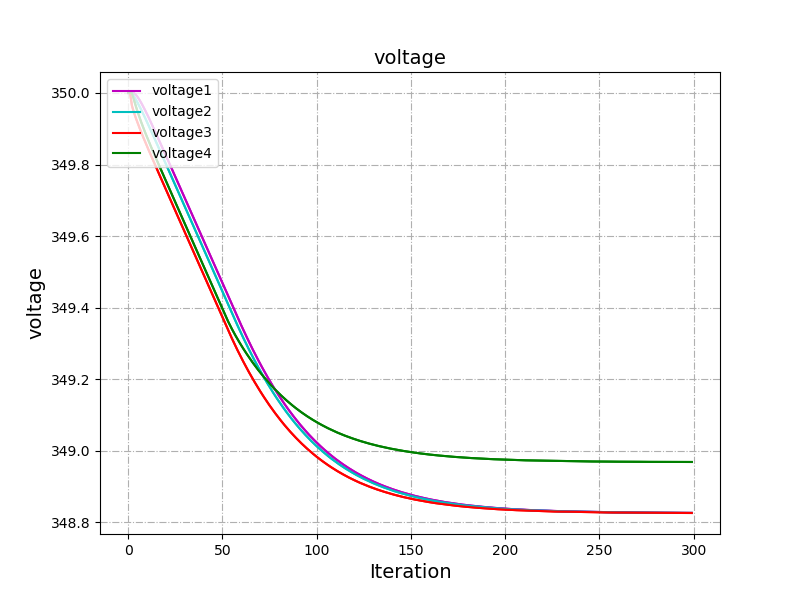 voltage
voltage1
voltage2
voltage3
voltage4
350.0
349.8
349.6
349.4
349.2
349.0
348.8
voltage
0 50 100 150 200 250 300
Iteration